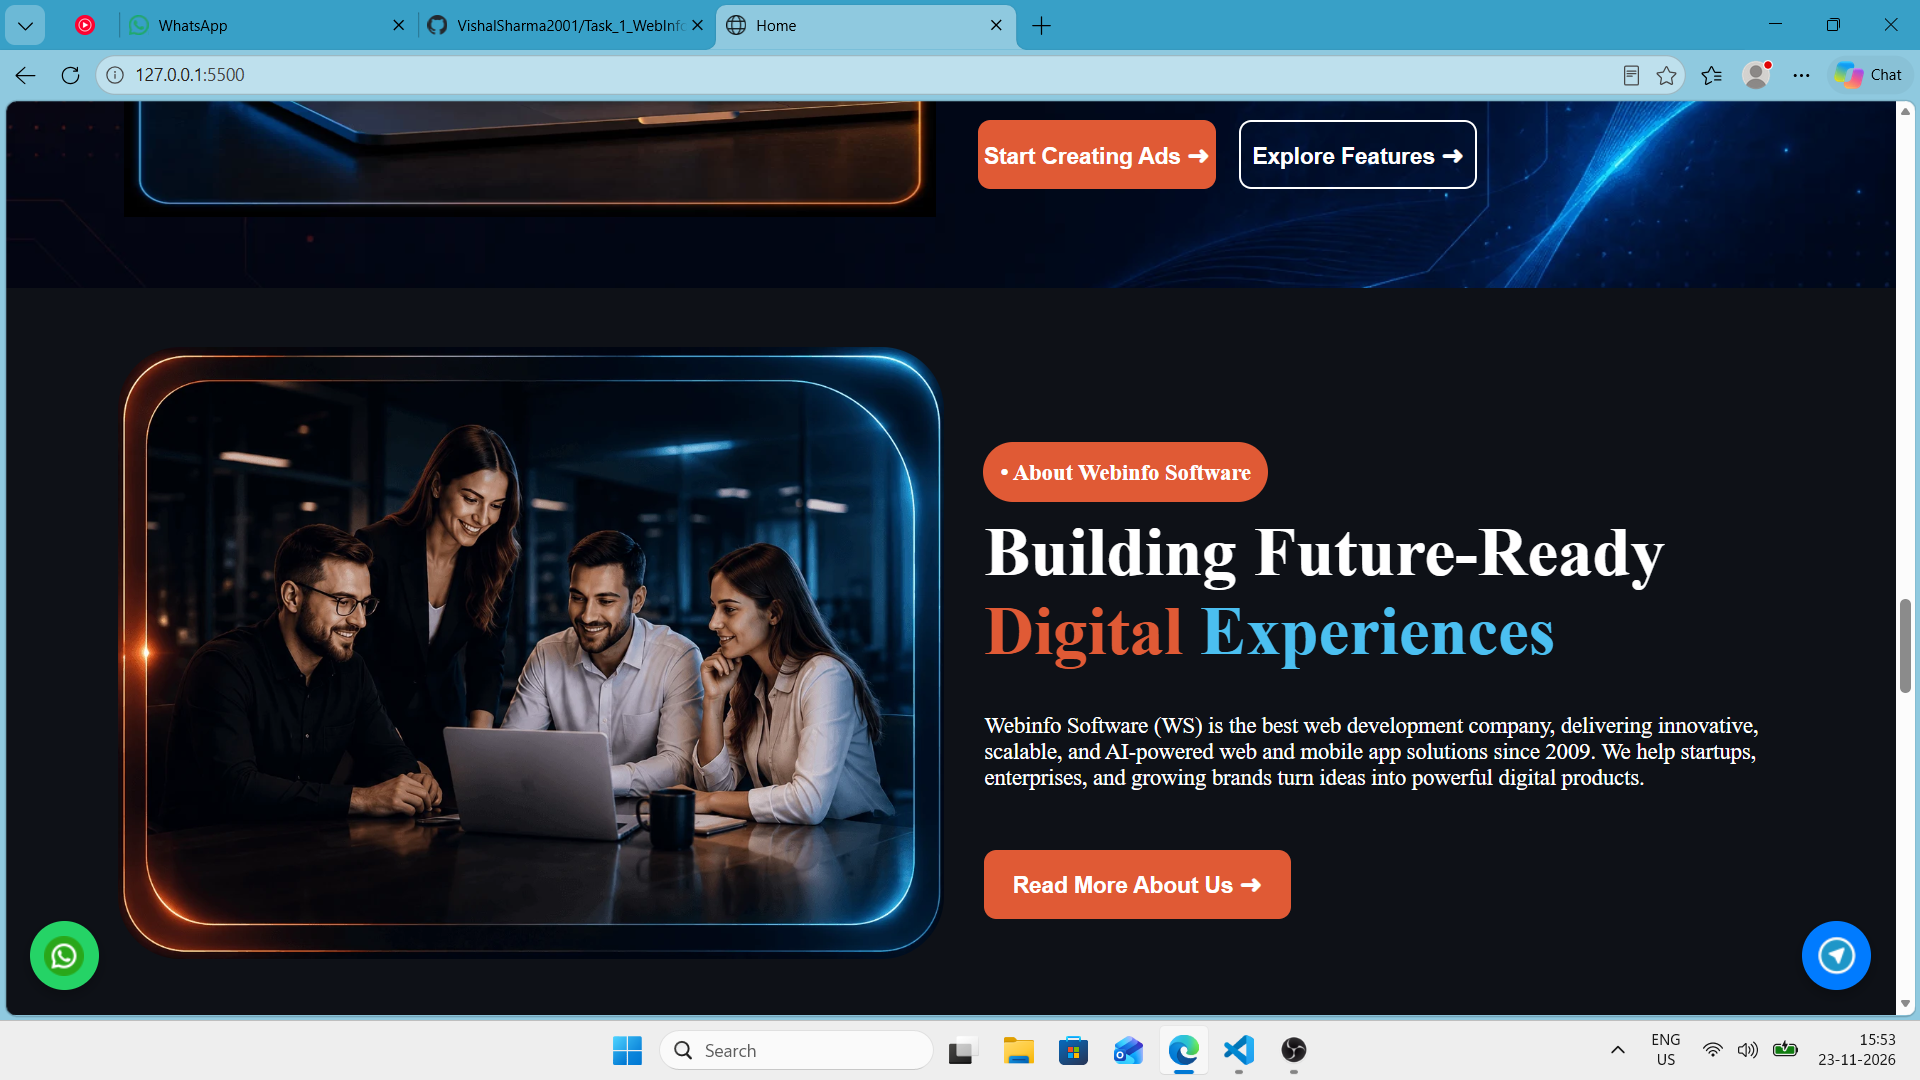 WhatsApp
VishalSharma2001/Task_1_WebInfo
Home
127.0.0.1:5500
Chat
Start Creating Ads ➜
Explore Features ➜
• About Webinfo Software
Building Future-Ready
Digital Experiences
Webinfo Software (WS) is the best web development company, delivering innovative,
scalable, and AI-powered web and mobile app solutions since 2009. We help startups,
enterprises, and growing brands turn ideas into powerful digital products.
Read More About Us ➜
Search
ENG
US
15:53
23-11-2026